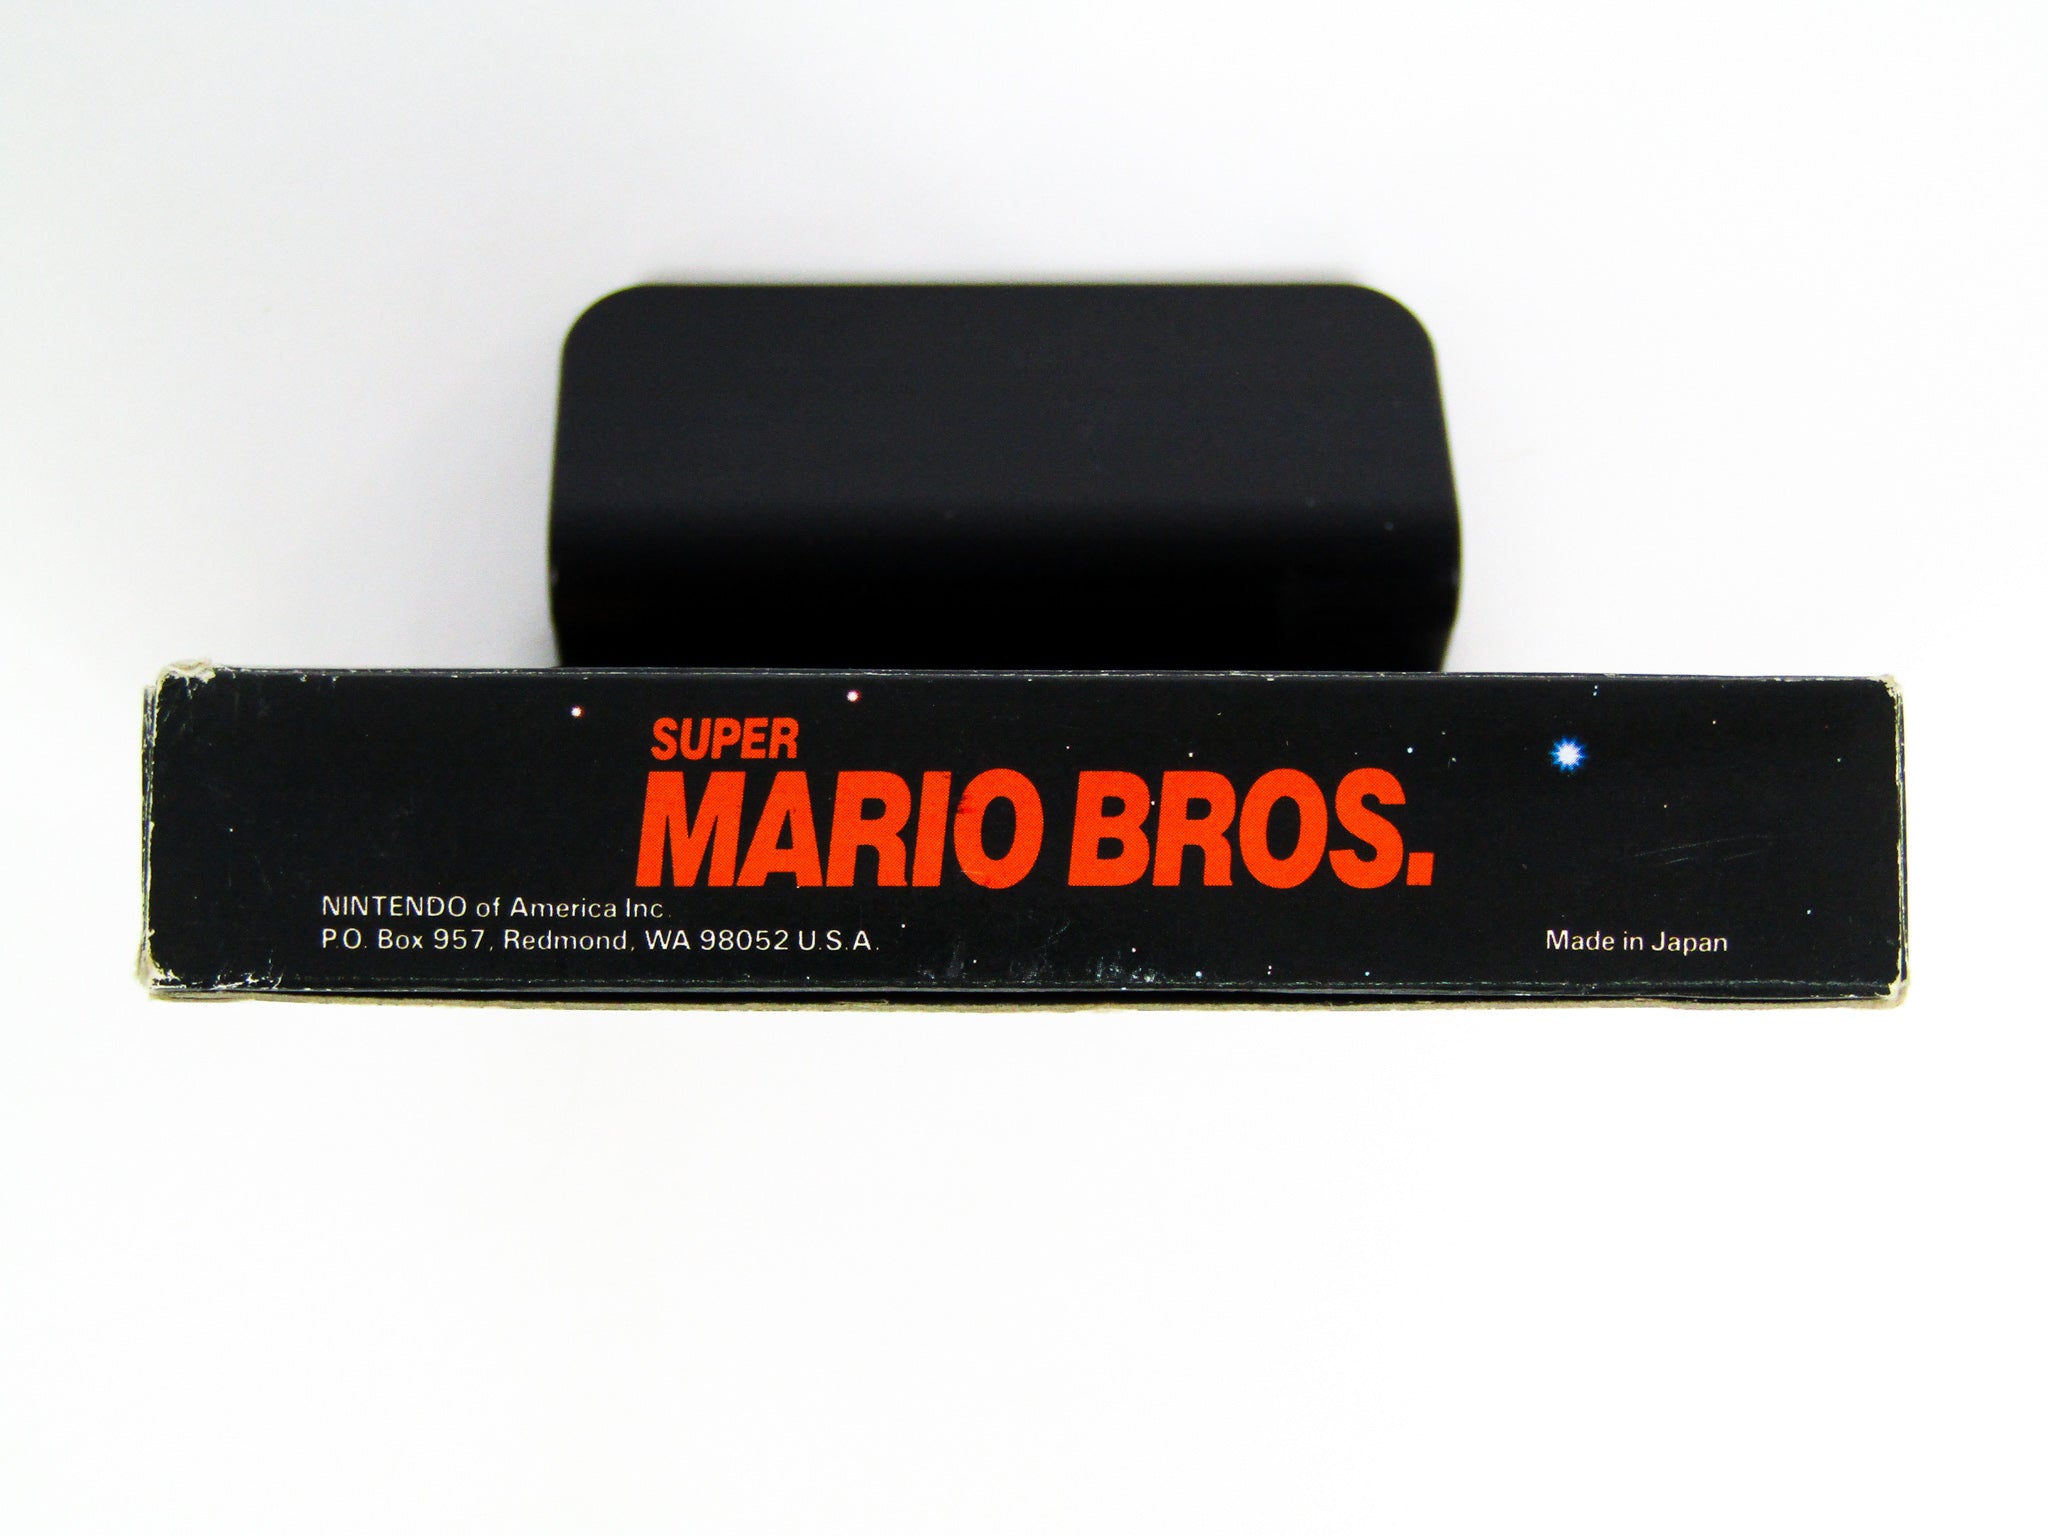 SUPER
MARIO BROS.
NINTENDO of America Inc.
P.O. Box 957, Redmond, WA 98052 U.S.A.
Made in Japan